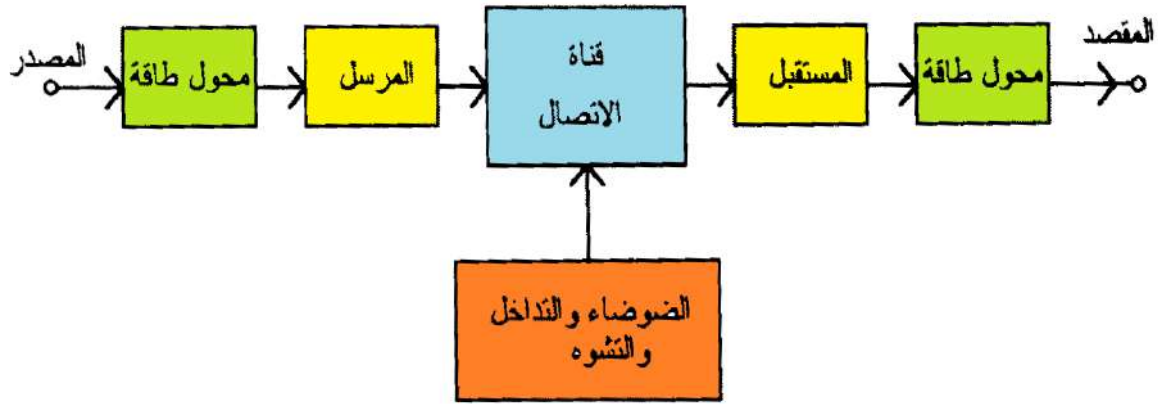 المصدر
محول طاقة
المرسل
قناة
الاتصال
المستقبل
محول طاقة
المقصد
الضوضاء والتداخل
والتشوه